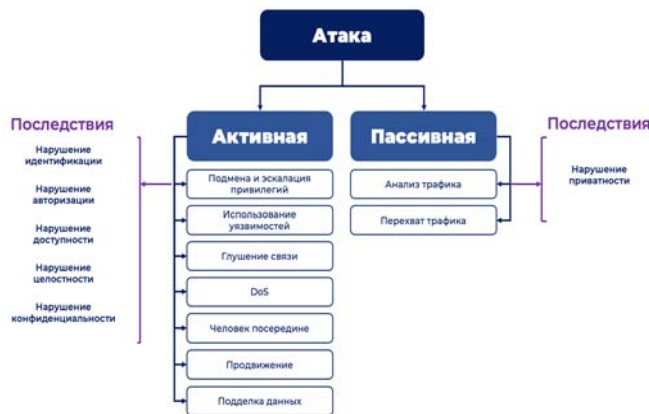 Атака
Последствия
Нарушение
идентификации
Нарушение
авторизации
Нарушение
доступности
Нарушение
целостности
Нарушение
конфиденциальности
Активная
Подмена и эскалация
привилегий
Использование
уязвимостей
Глушение связи
DoS
Человек посередине
Продвижение
Подделка данных
Пассивная
Анализ трафика
Перехват трафика
Последствия
Нарушение
приватности